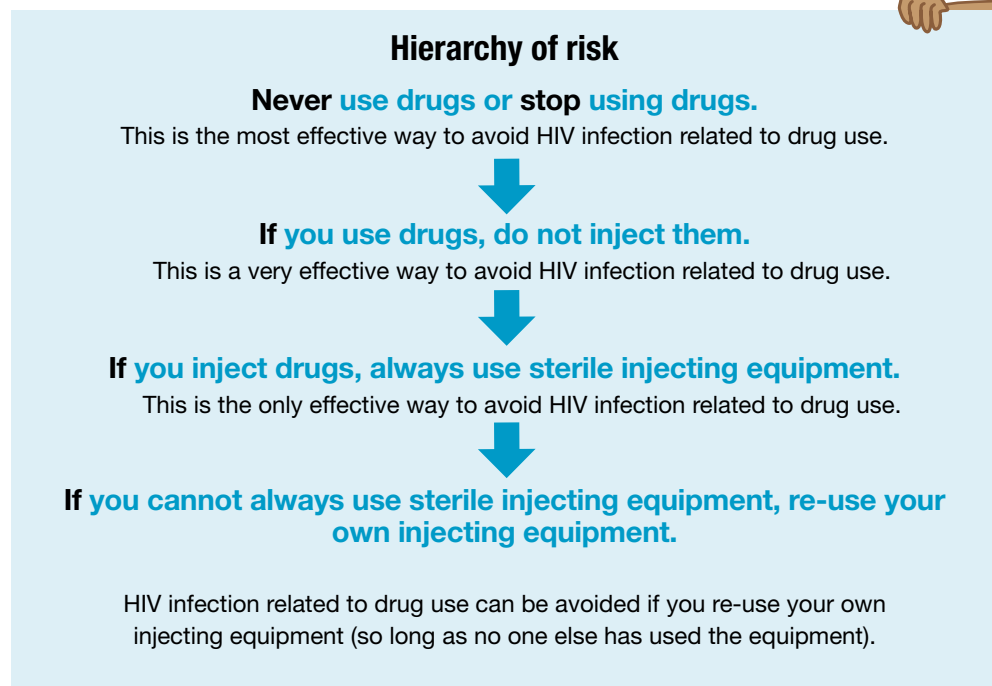 Hierarchy of risk
Never use drugs or stop using drugs.
This is the most effective way to avoid HIV infection related to drug use.
If you use drugs, do not inject them.
This is a very effective way to avoid HIV infection related to drug use.
If you inject drugs, always use sterile injecting equipment.
This is the only effective way to avoid HIV infection related to drug use.
If you cannot always use sterile injecting equipment, re-use your
own injecting equipment.
HIV infection related to drug use can be avoided if you re-use your own
injecting equipment (so long as no one else has used the equipment).